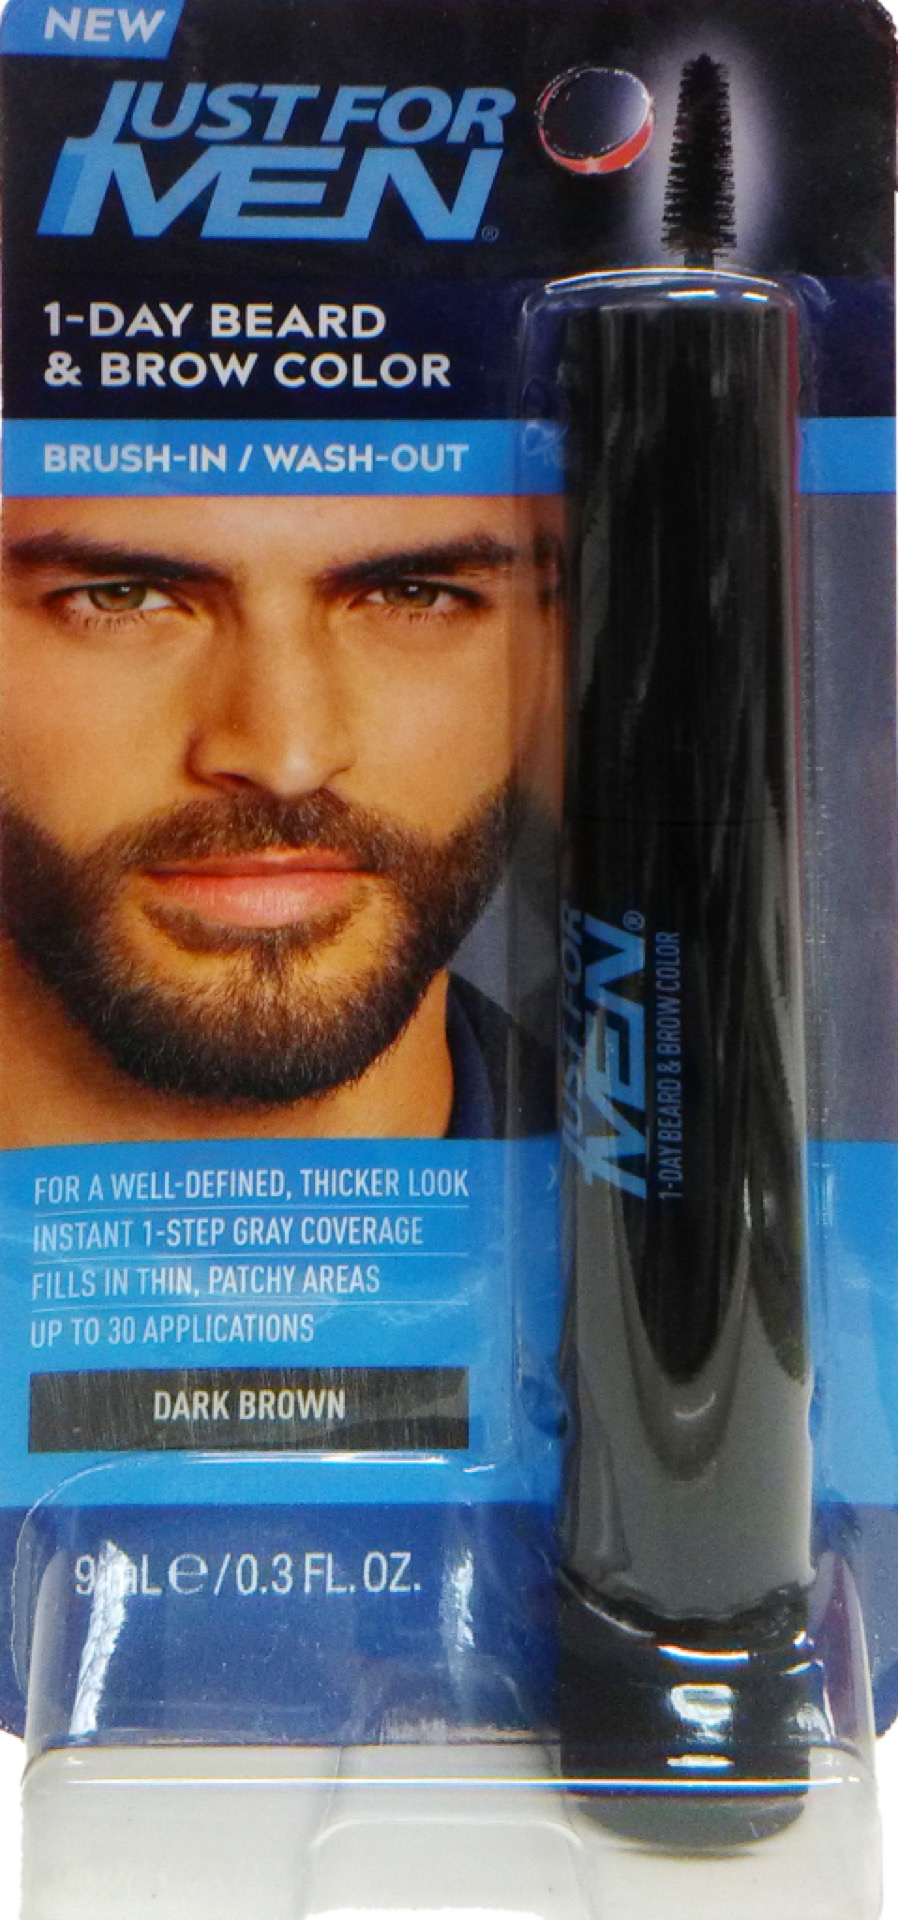 NEW
JUST FOR
MEN®
1-DAY BEARD
& BROW COLOR
BRUSH-IN / WASH-OUT
FOR A WELL-DEFINED, THICKER LOOK
INSTANT 1-STEP GRAY COVERAGE
FILLS IN THIN, PATCHY AREAS
UP TO 30 APPLICATIONS
DARK BROWN
9 mL ℮ / 0.3 FL. OZ.
JUST FOR
MEN®
1-DAY BEARD & BROW COLOR